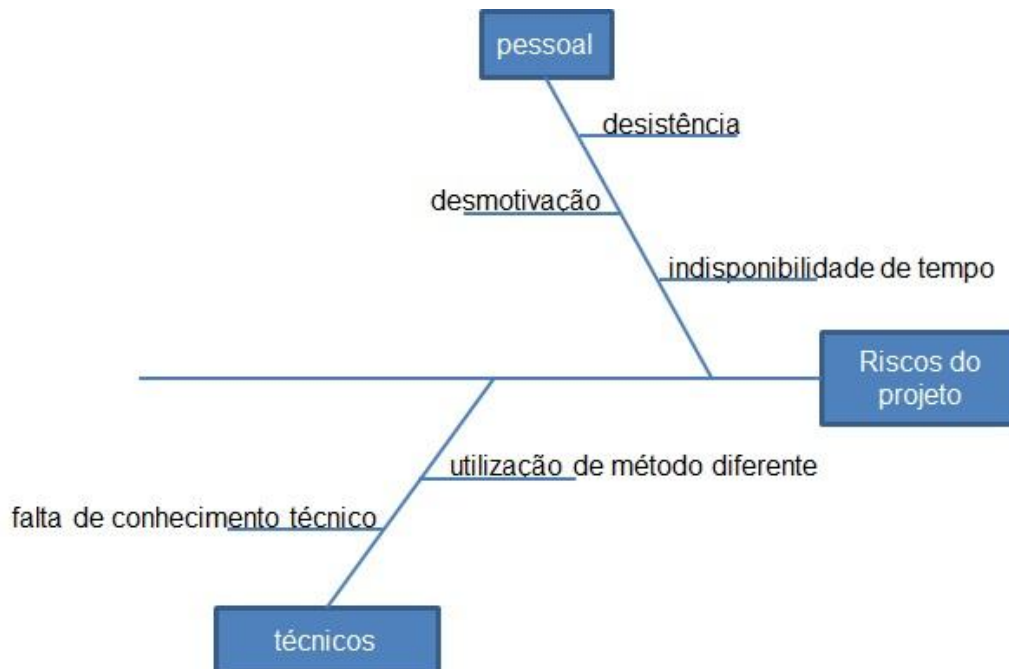 pessoal
desistência
desmotivação
indisponibilidade de tempo
Riscos do
projeto
utilização de método diferente
falta de conhecimento técnico
técnicos